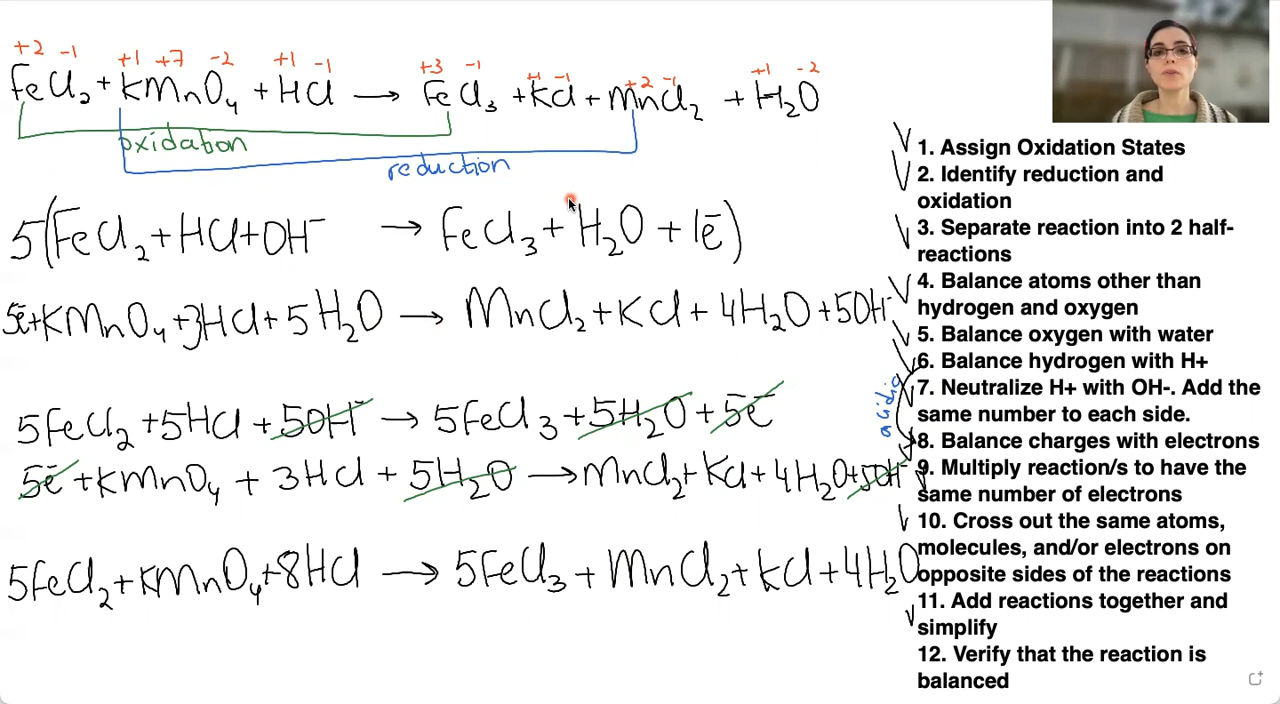 +2 -1 +1 +7 -2 +1 -1 +3 -1 +1 -1 +2 -1 +1 -2
FeCl₂ + KMnO₄ + HCl → FeCl₃ + KCl + MnCl₂ + H₂O
oxidation
reduction
5(FeCl₂ + HCl + OH⁻ → FeCl₃ + H₂O + 1e⁻)
5e⁻ + KMnO₄ + 3HCl + 5H₂O → MnCl₂ + KCl + 4H₂O + 5OH⁻
5FeCl₂ + 5HCl + 5OH⁻ → 5FeCl₃ + 5H₂O + 5e⁻
5e⁻ + KMnO₄ + 3HCl + 5H₂O → MnCl₂ + KCl + 4H₂O + 5OH⁻
5FeCl₂ + KMnO₄ + 8HCl → 5FeCl₃ + MnCl₂ + KCl + 4H₂O
1. Assign Oxidation States
2. Identify reduction and
oxidation
3. Separate reaction into 2 half-
reactions
4. Balance atoms other than
hydrogen and oxygen
5. Balance oxygen with water
6. Balance hydrogen with H+
7. Neutralize H+ with OH-. Add the
same number to each side.
acidic
8. Balance charges with electrons
9. Multiply reaction/s to have the
same number of electrons
10. Cross out the same atoms,
molecules, and/or electrons on
opposite sides of the reactions
11. Add reactions together and
simplify
12. Verify that the reaction is
balanced